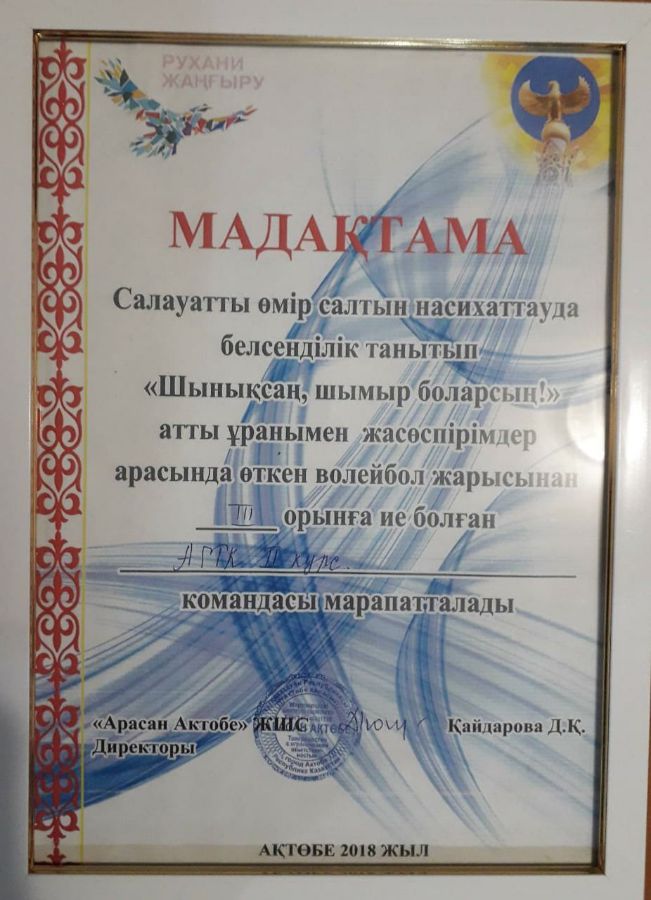 РУХАНИ
ЖАҢҒЫРУ
МАДАҚТАМА
Салауатты өмір салтын насихаттауда
белсенділік танытып
«Шынықсаң, шымыр боларсың!»
атты ұранымен жасөспірімдер
арасында өткен волейбол жарысынан
III орынға ие болған
АГТК II курс.
командасы марапатталады
«Арасан Актобе» ЖШС Қайдарова Д.Қ.
Директоры
АҚТӨБЕ 2018 ЖЫЛ